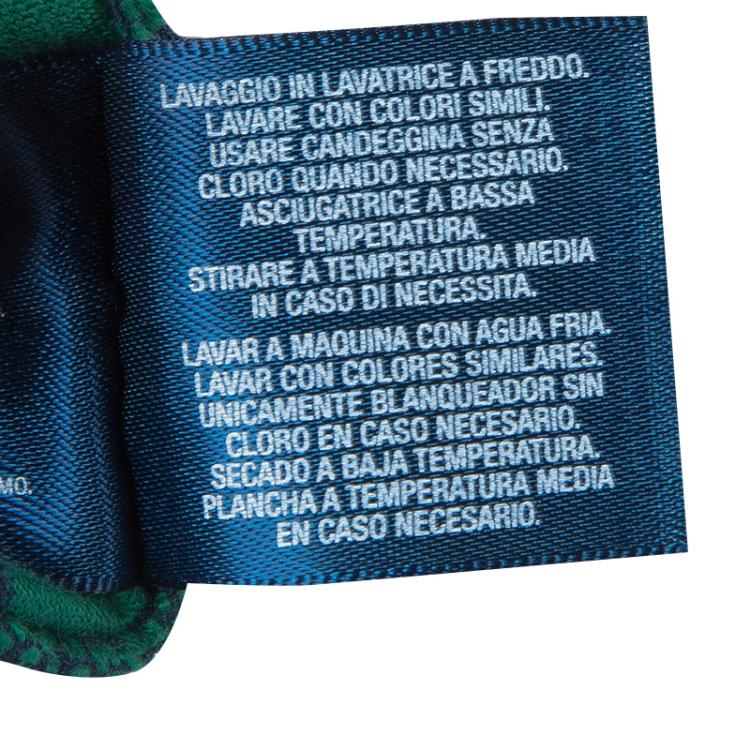 LAVAGGIO IN LAVATRICE A FREDDO.
LAVARE CON COLORI SIMILI.
USARE CANDEGGINA SENZA
CLORO QUANDO NECESSARIO.
ASCIUGATRICE A BASSA
TEMPERATURA.
STIRARE A TEMPERATURA MEDIA
IN CASO DI NECESSITA.
LAVAR A MAQUINA CON AGUA FRIA.
LAVAR CON COLORES SIMILARES.
UNICAMENTE BLANQUEADOR SIN
CLORO EN CASO NECESARIO.
SECADO A BAJA TEMPERATURA.
PLANCHA A TEMPERATURA MEDIA
EN CASO NECESARIO.